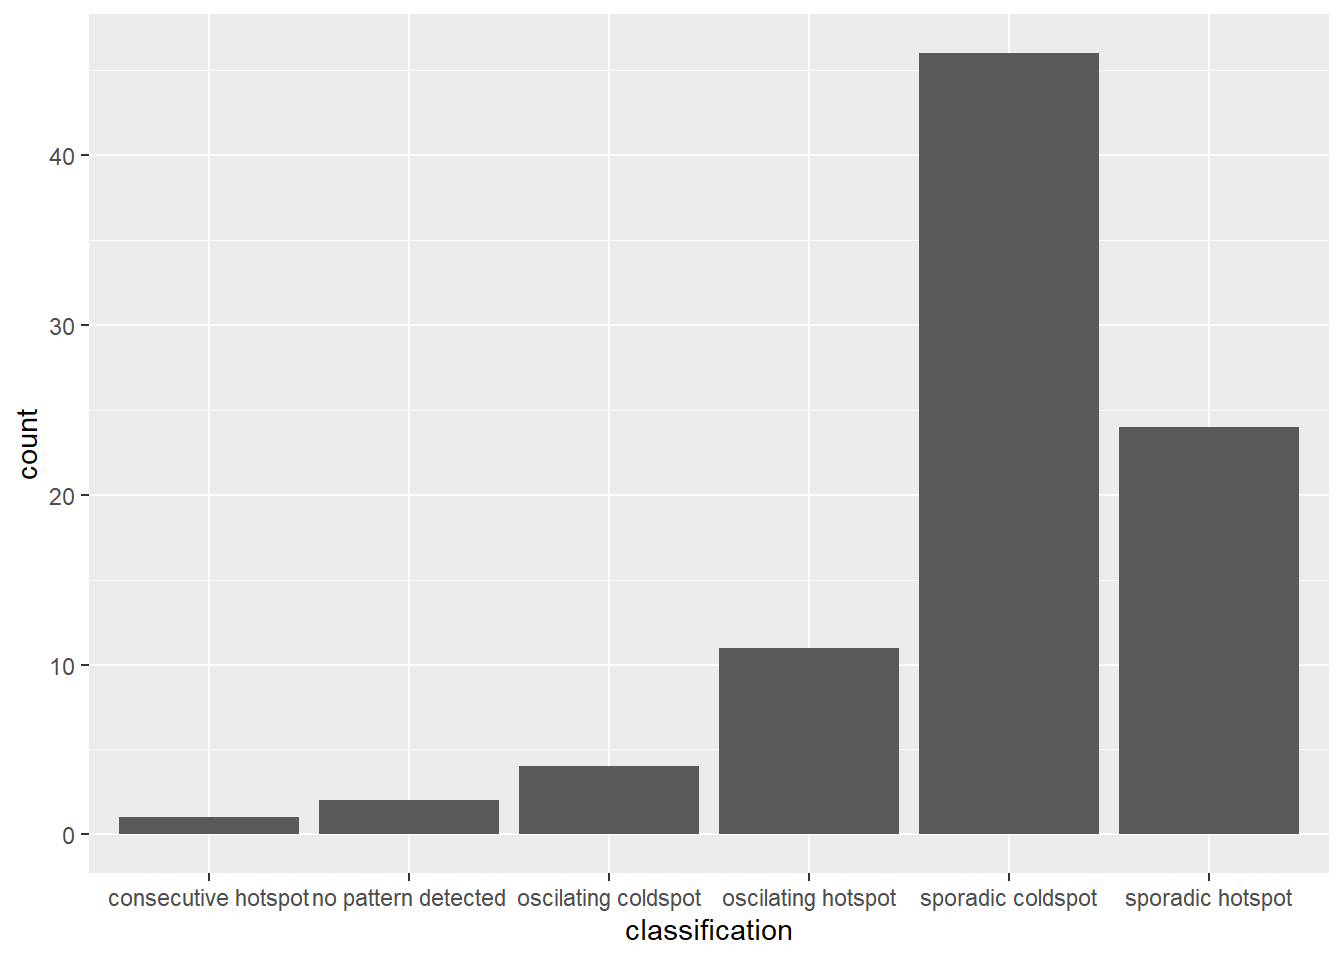 count
40
30
20
10
0
consecutive hotspot no pattern detected oscilating coldspot oscilating hotspot sporadic coldspot sporadic hotspot
classification